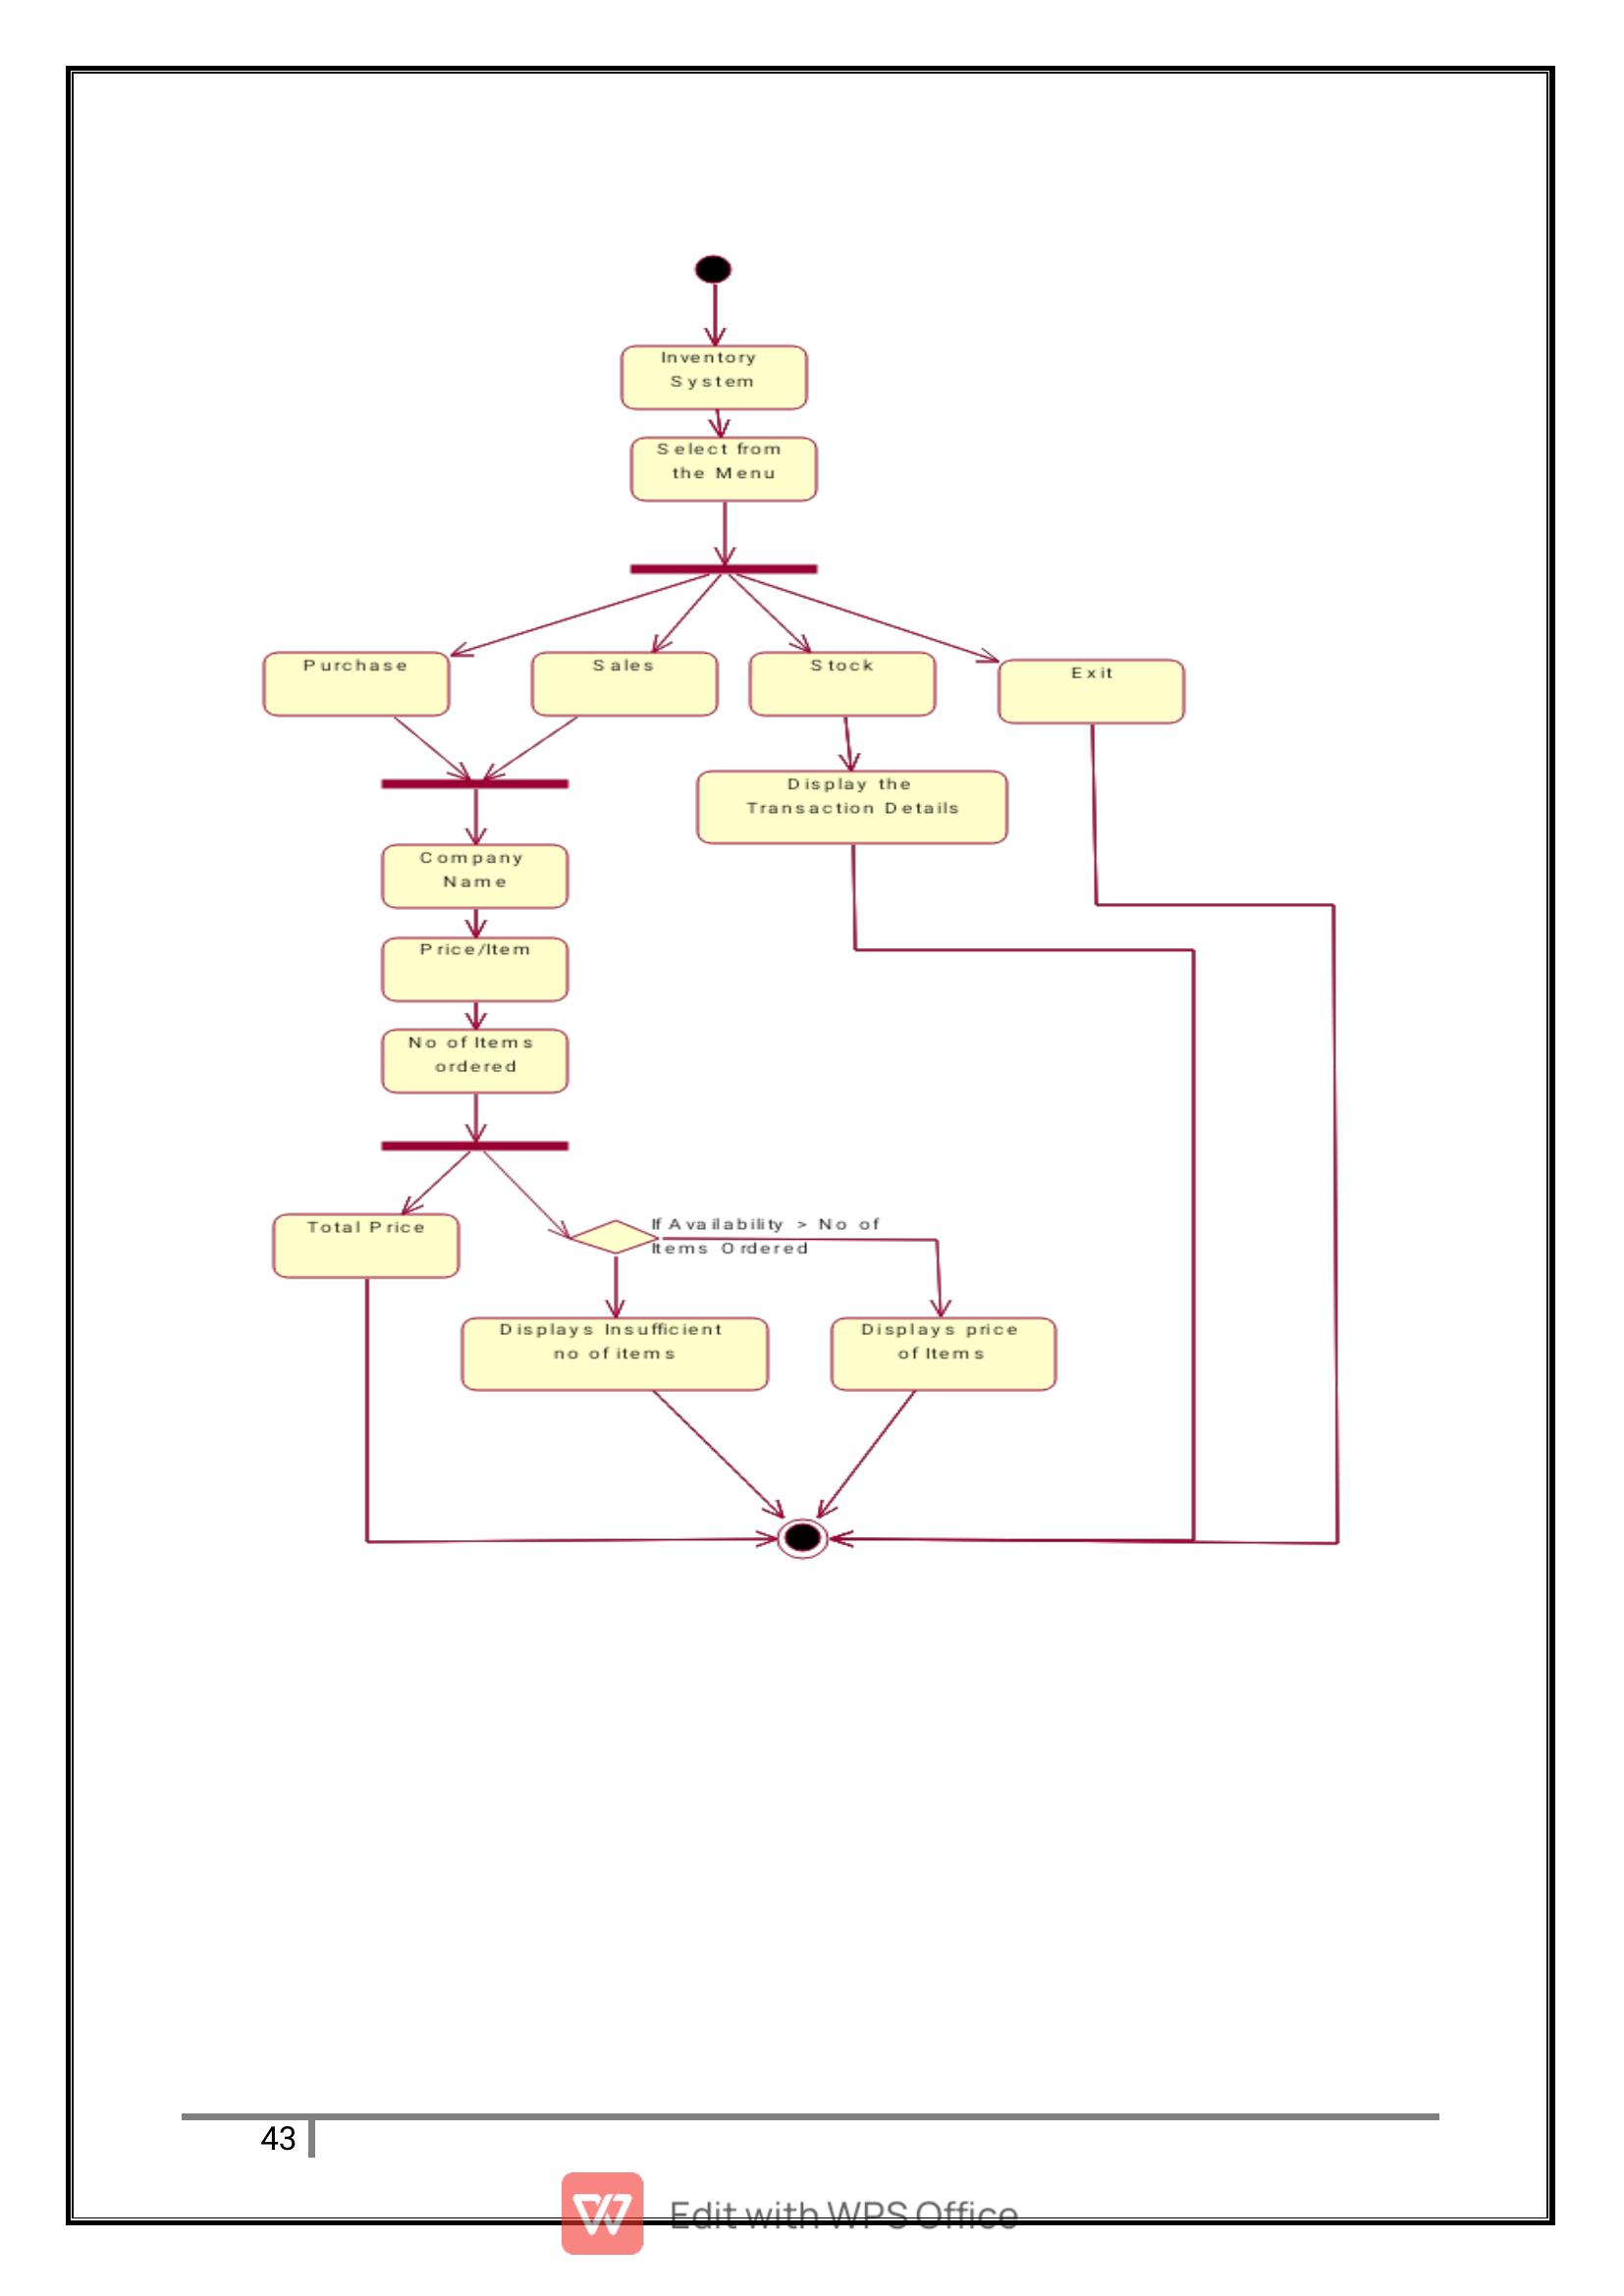 Inventory
System
Select from
the Menu
Purchase
Sales
Stock
Exit
Display the
Transaction Details
Company
Name
Price/Item
No of Items
ordered
Total Price
If Availability > No of
Items Ordered
Displays Insufficient
no of items
Displays price
of Items
43
Edit with WPS Office